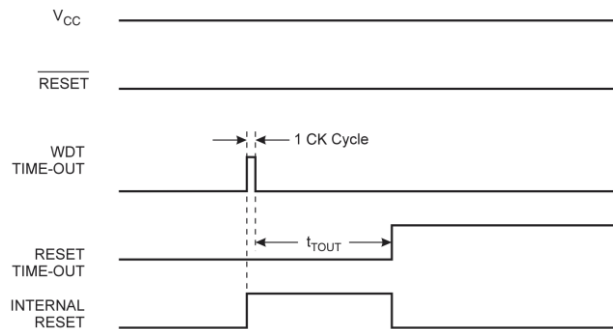 VCC
RESET
1 CK Cycle
WDT
TIME-OUT
tTOUT
RESET
TIME-OUT
INTERNAL
RESET